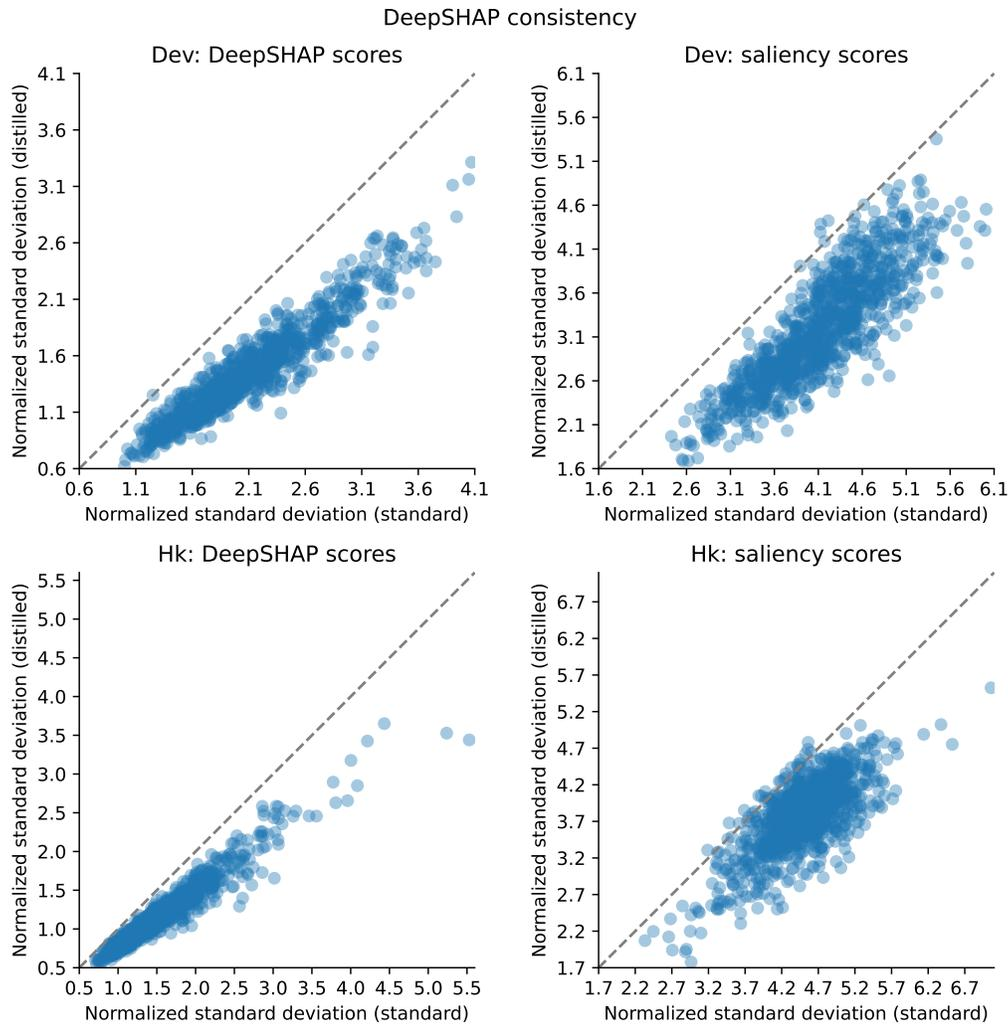 DeepSHAP consistency
Dev: DeepSHAP scores
Normalized standard deviation (distilled)
4.1
3.6
3.1
2.6
2.1
1.6
1.1
0.6
0.6 1.1 1.6 2.1 2.6 3.1 3.6 4.1
Normalized standard deviation (standard)
Dev: saliency scores
Normalized standard deviation (distilled)
6.1
5.6
5.1
4.6
4.1
3.6
3.1
2.6
2.1
1.6
1.6 2.1 2.6 3.1 3.6 4.1 4.6 5.1 5.6 6.1
Normalized standard deviation (standard)
Hk: DeepSHAP scores
Normalized standard deviation (distilled)
5.5
5.0
4.5
4.0
3.5
3.0
2.5
2.0
1.5
1.0
0.5
0.5 1.0 1.5 2.0 2.5 3.0 3.5 4.0 4.5 5.0 5.5
Normalized standard deviation (standard)
Hk: saliency scores
Normalized standard deviation (distilled)
6.7
6.2
5.7
5.2
4.7
4.2
3.7
3.2
2.7
2.2
1.7
1.7 2.2 2.7 3.2 3.7 4.2 4.7 5.2 5.7 6.2 6.7
Normalized standard deviation (standard)